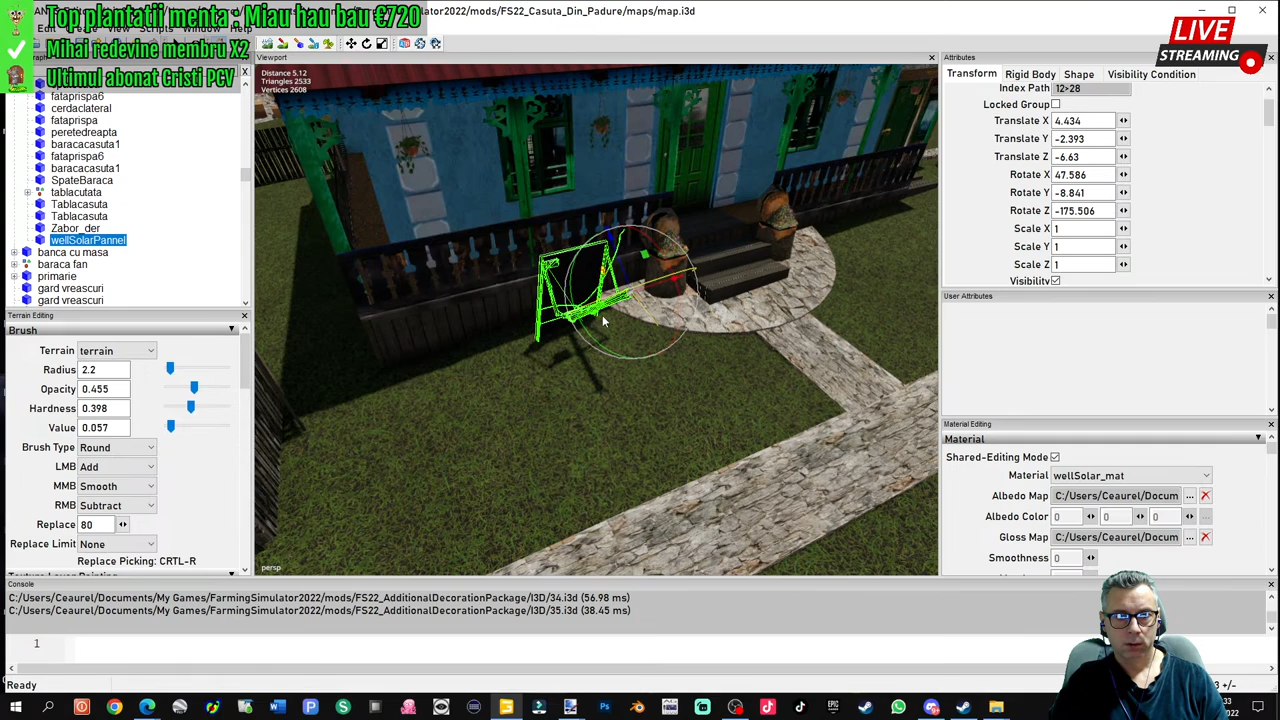 Top plantatii menta : Miau hau bau €720
Mihai redevine membru X2
Ultimul abonat Cristi PCV
mulator2022/mods/FS22_Casuta_Din_Padure/maps/map.i3d
LIVE
STREAMING
Viewport
Distance 5.12
Triangles 2533
Vertices 2608
persp
fataprispa6
cerdaclateral
fataprispa
peretedreapta
baracacasuta1
fataprispa6
baracacasuta1
SpateBaraca
tablacutata
Tablacasuta
Tablacasuta
Zabor_der
wellSolarPannel
banca cu masa
baraca fan
primarie
gard vreascuri
gard vreascuri
Terrain Editing
Brush
Terrain terrain
Radius 2.2
Opacity 0.455
Hardness 0.398
Value 0.057
Brush Type Round
LMB Add
MMB Smooth
RMB Subtract
Replace 80
Replace Limit None
Replace Picking: CRTL-R
Texture Layer Painting
Attributes
Transform Rigid Body Shape Visibility Condition
Index Path 12>28
Locked Group
Translate X 4.434
Translate Y -2.393
Translate Z -6.63
Rotate X 47.586
Rotate Y -8.841
Rotate Z -175.506
Scale X 1
Scale Y 1
Scale Z 1
Visibility
User Attributes
Material Editing
Material
Shared-Editing Mode
Material wellSolar_mat
Albedo Map C:/Users/Ceaurel/Docum ...
Albedo Color 0 0 0
Gloss Map C:/Users/Ceaurel/Docum ...
Smoothness 0
Console
C:/Users/Ceaurel/Documents/My Games/FarmingSimulator2022/mods/FS22_AdditionalDecorationPackage/I3D/34.i3d (56.98 ms)
C:/Users/Ceaurel/Documents/My Games/FarmingSimulator2022/mods/FS22_AdditionalDecorationPackage/I3D/35.i3d (38.45 ms)
1
Ready